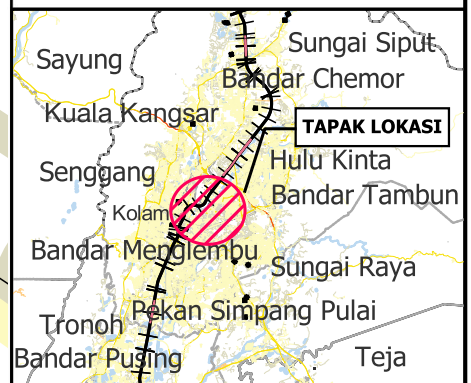 Sungai Siput
Sayung
Bandar Chemor
Kuala Kangsar
TAPAK LOKASI
Hulu Kinta
Senggang
Bandar Tambun
Kolam
Bandar Menglembu
Sungai Raya
Pekan Simpang Pulai
Tronoh
Bandar Pusing
Teja